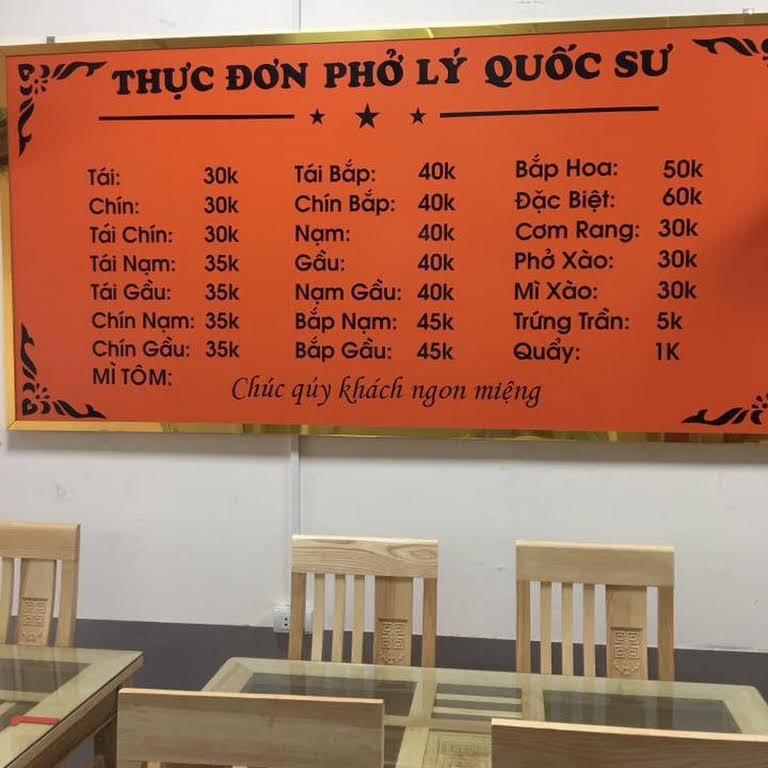 THỰC ĐƠN PHỞ LÝ QUỐC SƯ
Tái: 30k
Chín: 30k
Tái Chín: 30k
Tái Nạm: 35k
Tái Gầu: 35k
Chín Nạm: 35k
Chín Gầu: 35k
MÌ TÔM:
Tái Bắp: 40k
Chín Bắp: 40k
Nạm: 40k
Gầu: 40k
Nạm Gầu: 40k
Bắp Nạm: 45k
Bắp Gầu: 45k
Bắp Hoa: 50k
Đặc Biệt: 60k
Cơm Rang: 30k
Phở Xào: 30k
Mì Xào: 30k
Trứng Trần: 5k
Quẩy: 1K
Chúc qúy khách ngon miệng